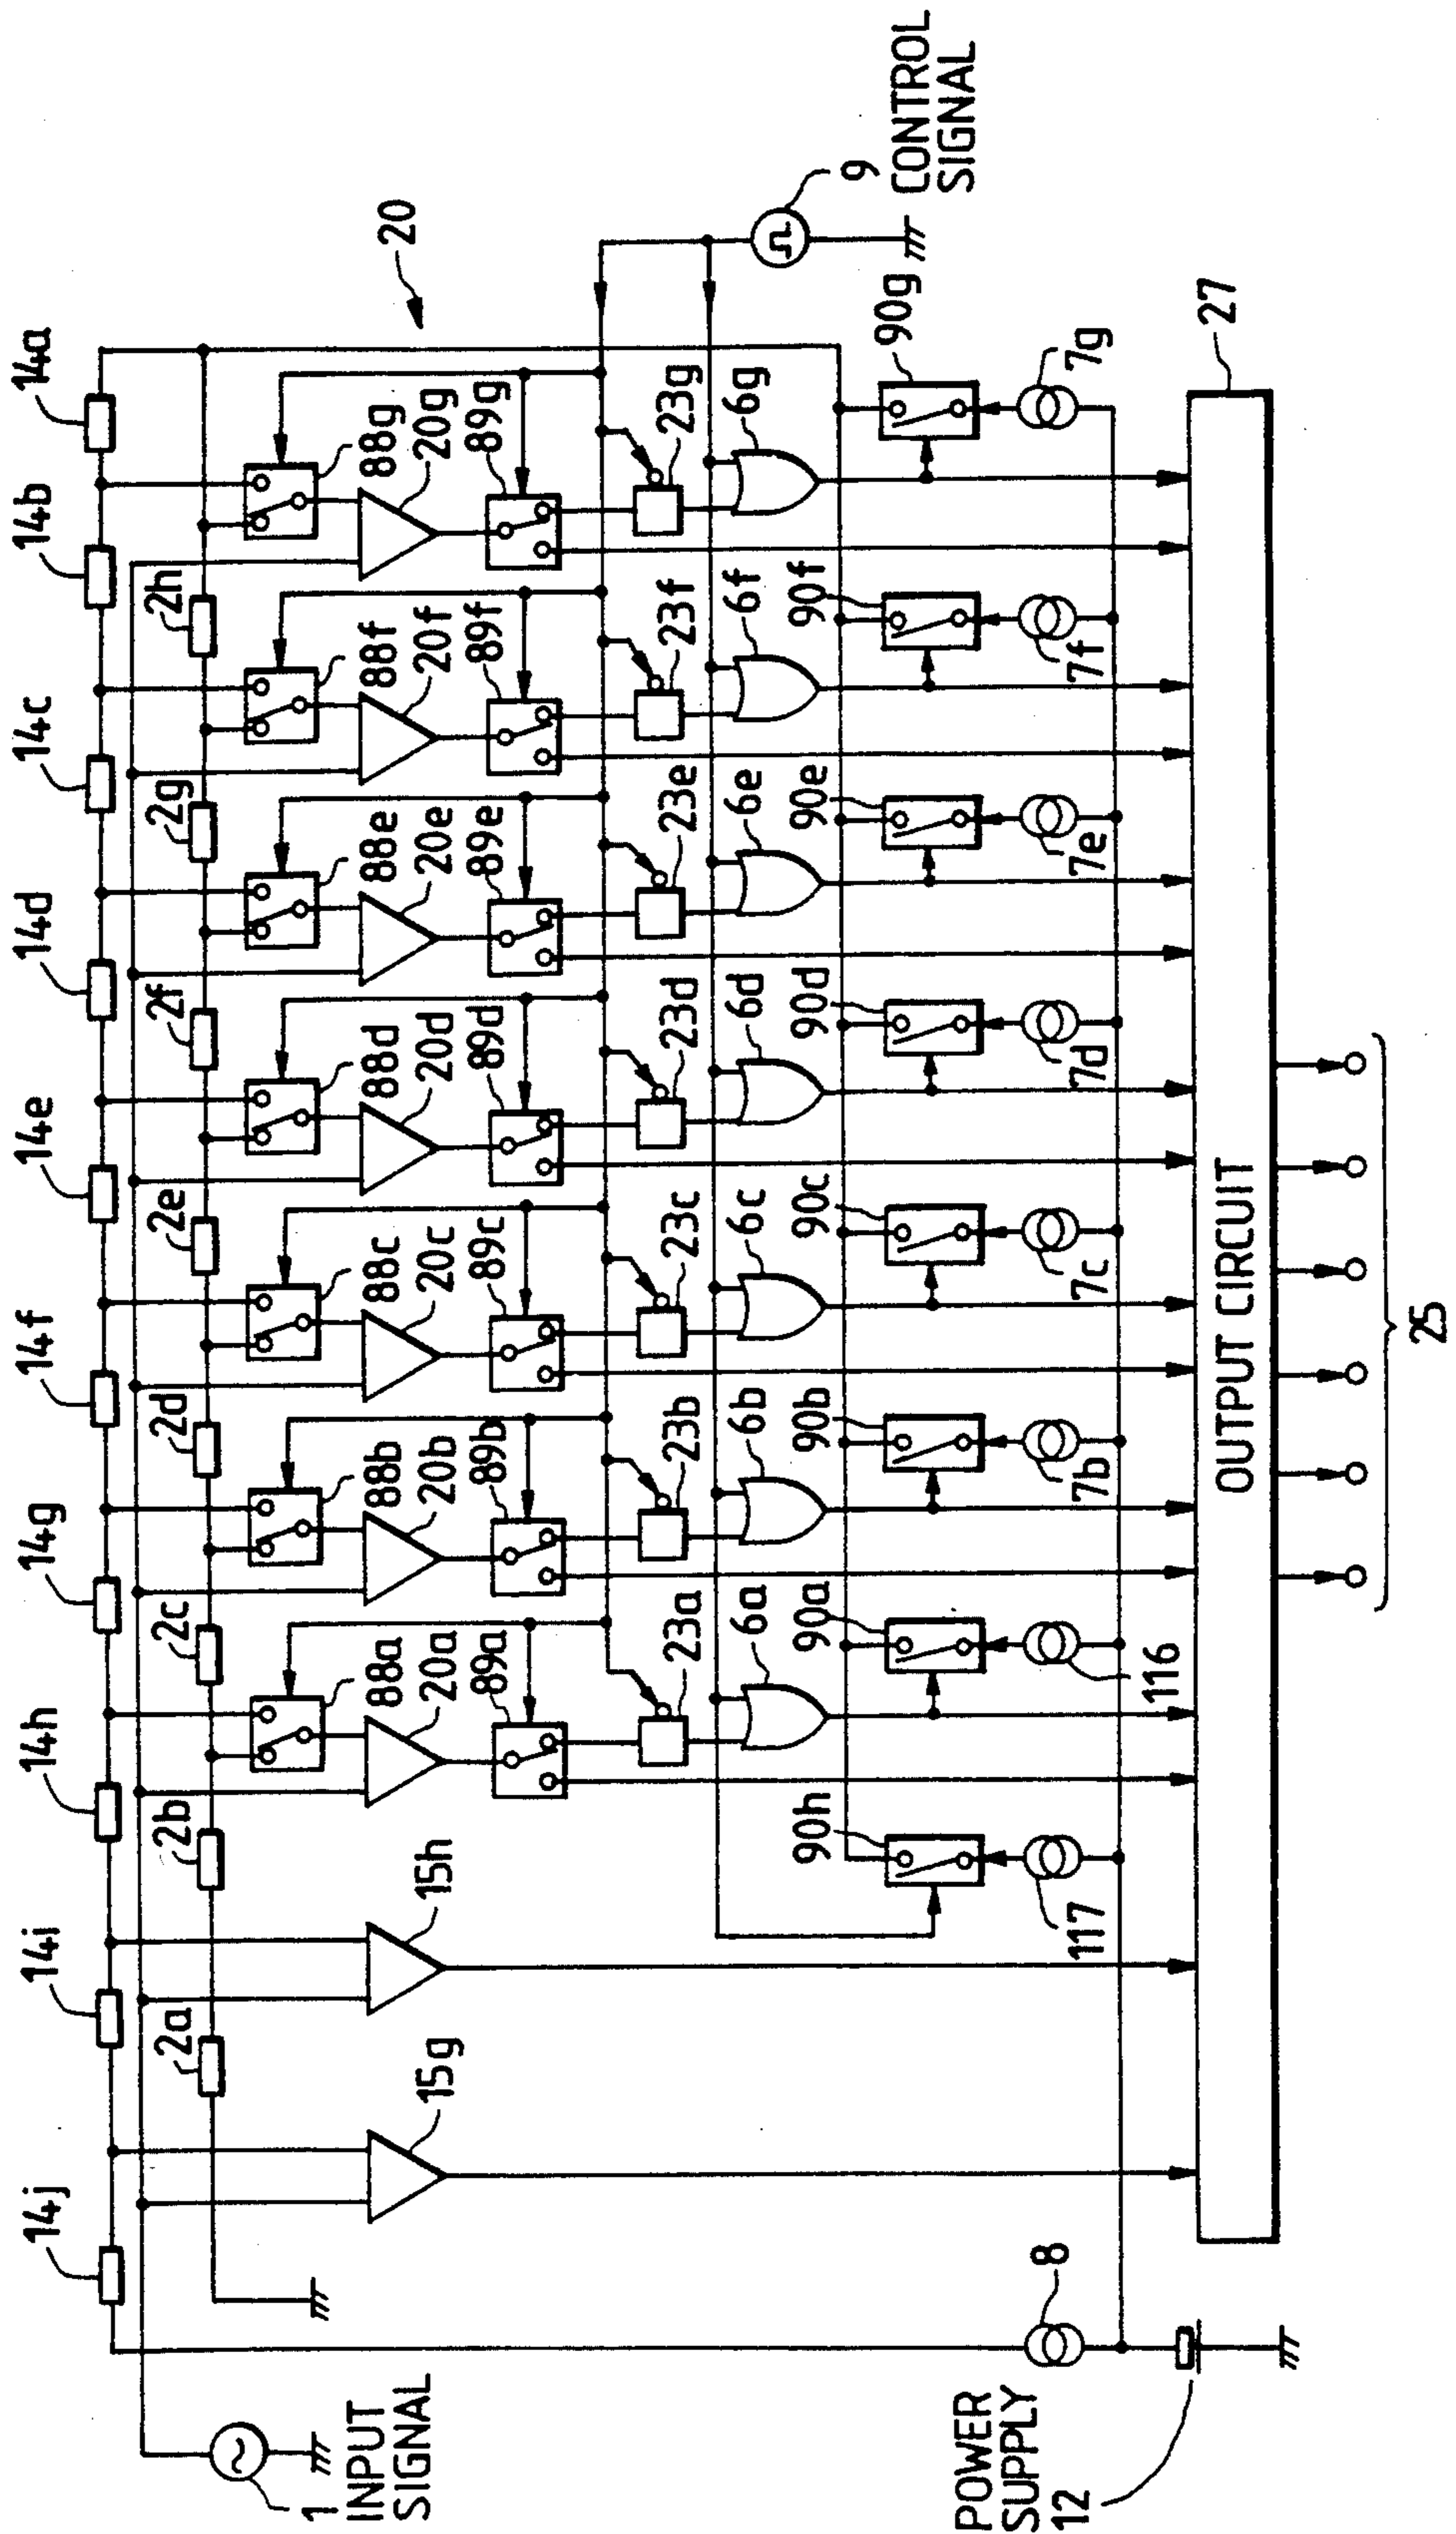 14j
14i
14h
14g
14f
14e
14d
14c
14b
14a
2a
2b
2c
2d
2e
2f
2g
2h
20
1
INPUT
SIGNAL
15g
15h
88a
88b
88c
88d
88e
88f
88g
20a
20b
20c
20d
20e
20f
20g
89a
89b
89c
89d
89e
89f
89g
23a
23b
23c
23d
23e
23f
23g
6a
6b
6c
6d
6e
6f
6g
9
CONTROL
SIGNAL
90h
90a
90b
90c
90d
90e
90f
90g
8
117
116
7b
7c
7d
7e
7f
7g
POWER
SUPPLY
12
OUTPUT CIRCUIT
27
25